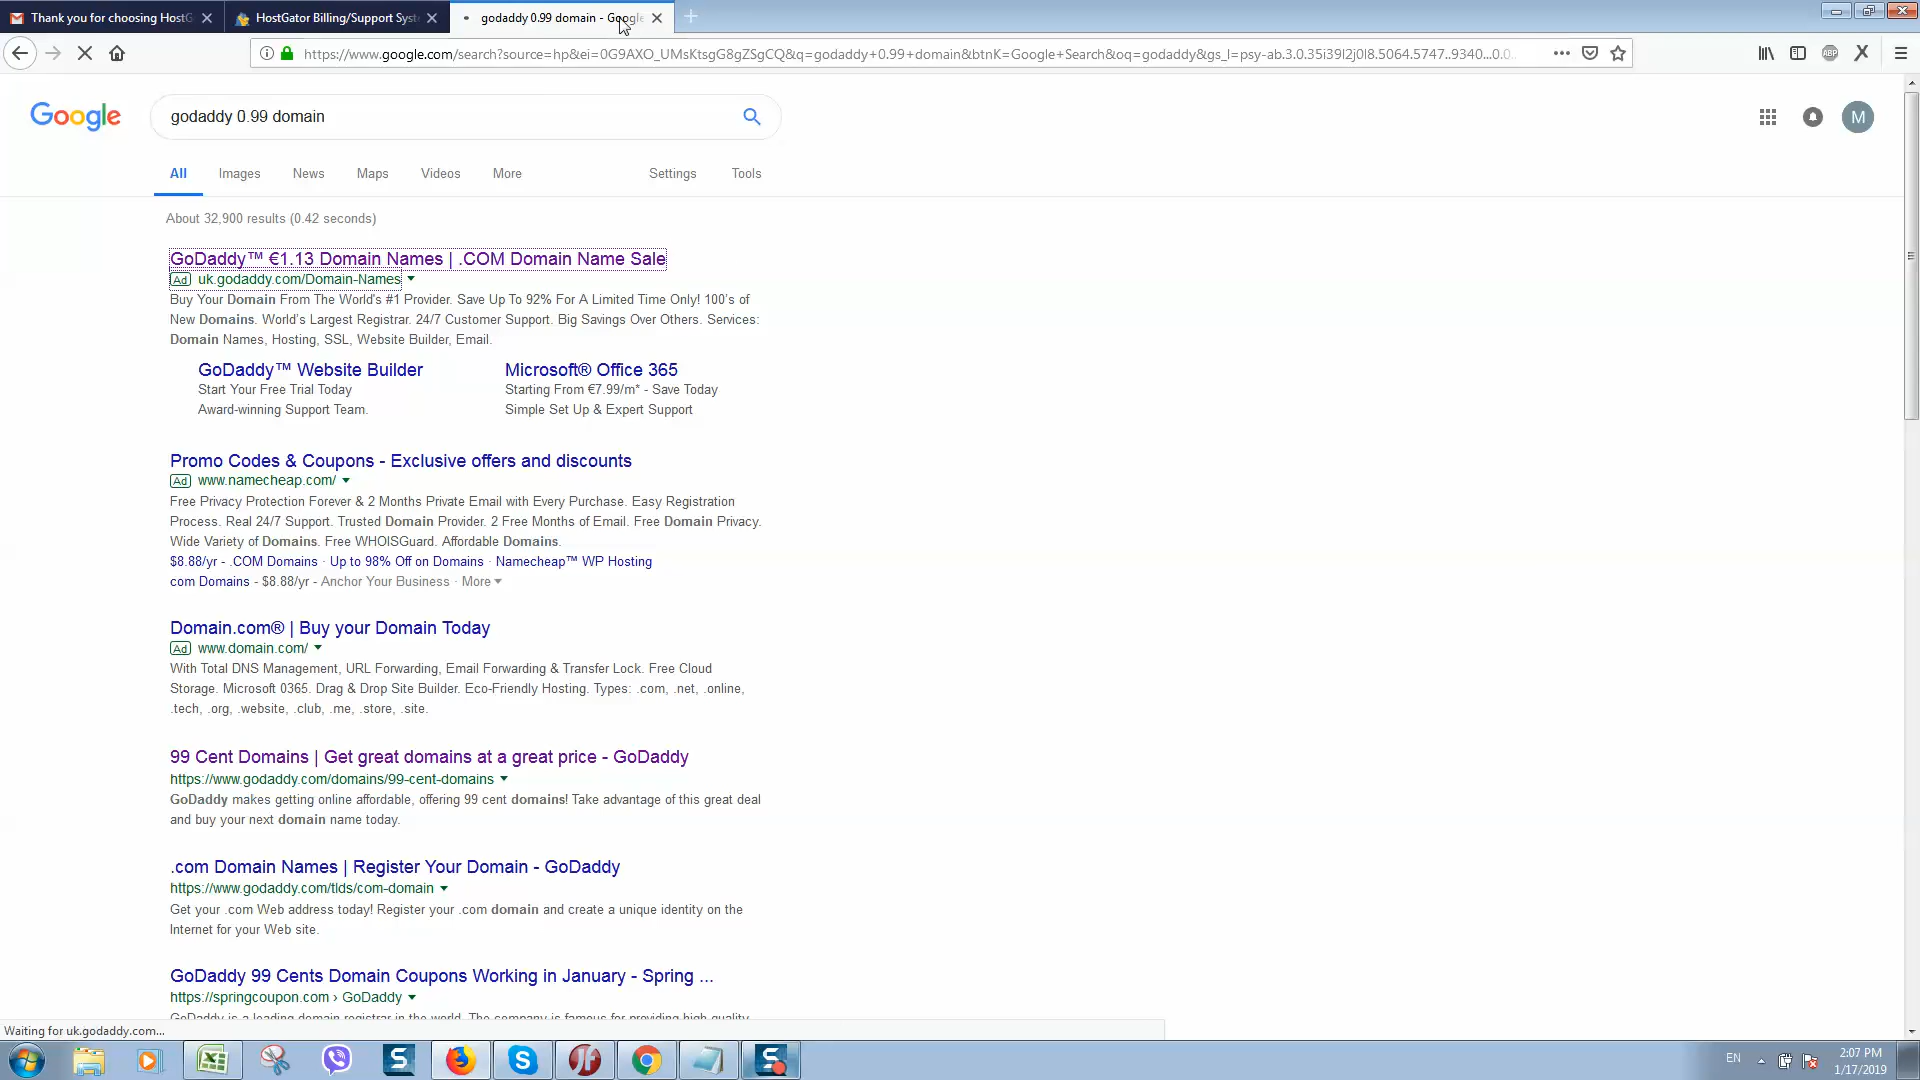 Thank you for choosing HostG
HostGator Billing/Support Syst
godaddy 0.99 domain - Google
https://www.google.com/search?source=hp&ei=0G9AXO_UMsKtsgG8gZSgCQ&q=godaddy+0.99+domain&btnK=Google+Search&oq=godaddy&gs_l=psy-ab.3.0.35i39l2j0l8.5064.5747..9340...0.0..
ABP
Google
godaddy 0.99 domain
M
All Images News Maps Videos More Settings Tools
About 32,900 results (0.42 seconds)
GoDaddy™ €1.13 Domain Names | .COM Domain Name Sale
Ad uk.godaddy.com/Domain-Names
Buy Your Domain From The World's #1 Provider. Save Up To 92% For A Limited Time Only! 100's of
New Domains. World's Largest Registrar. 24/7 Customer Support. Big Savings Over Others. Services:
Domain Names, Hosting, SSL, Website Builder, Email.
GoDaddy™ Website Builder
Start Your Free Trial Today
Award-winning Support Team.
Microsoft® Office 365
Starting From €7.99/m* - Save Today
Simple Set Up & Expert Support
Promo Codes & Coupons - Exclusive offers and discounts
Ad www.namecheap.com/
Free Privacy Protection Forever & 2 Months Private Email with Every Purchase. Easy Registration
Process. Real 24/7 Support. Trusted Domain Provider. 2 Free Months of Email. Free Domain Privacy.
Wide Variety of Domains. Free WHOISGuard. Affordable Domains.
$8.88/yr - .COM Domains · Up to 98% Off on Domains · Namecheap™ WP Hosting
com Domains - $8.88/yr - Anchor Your Business · More
Domain.com® | Buy your Domain Today
Ad www.domain.com/
With Total DNS Management, URL Forwarding, Email Forwarding & Transfer Lock. Free Cloud
Storage. Microsoft 0365. Drag & Drop Site Builder. Eco-Friendly Hosting. Types: .com, .net, .online,
.tech, .org, .website, .club, .me, .store, .site.
99 Cent Domains | Get great domains at a great price - GoDaddy
https://www.godaddy.com/domains/99-cent-domains
GoDaddy makes getting online affordable, offering 99 cent domains! Take advantage of this great deal
and buy your next domain name today.
.com Domain Names | Register Your Domain - GoDaddy
https://www.godaddy.com/tlds/com-domain
Get your .com Web address today! Register your .com domain and create a unique identity on the
Internet for your Web site.
GoDaddy 99 Cents Domain Coupons Working in January - Spring ...
https://springcoupon.com › GoDaddy
GoDaddy is a leading domain registrar in the world. The company is famous for providing high-quality
Waiting for uk.godaddy.com...
EN
2:07 PM
1/17/2019